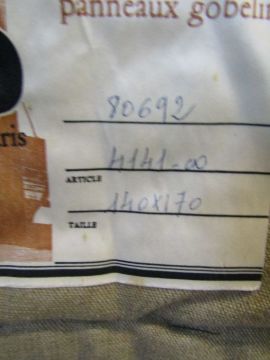 panneaux gobelin
80692
ris
4141-00
ARTICLE
140X170
TAILLE